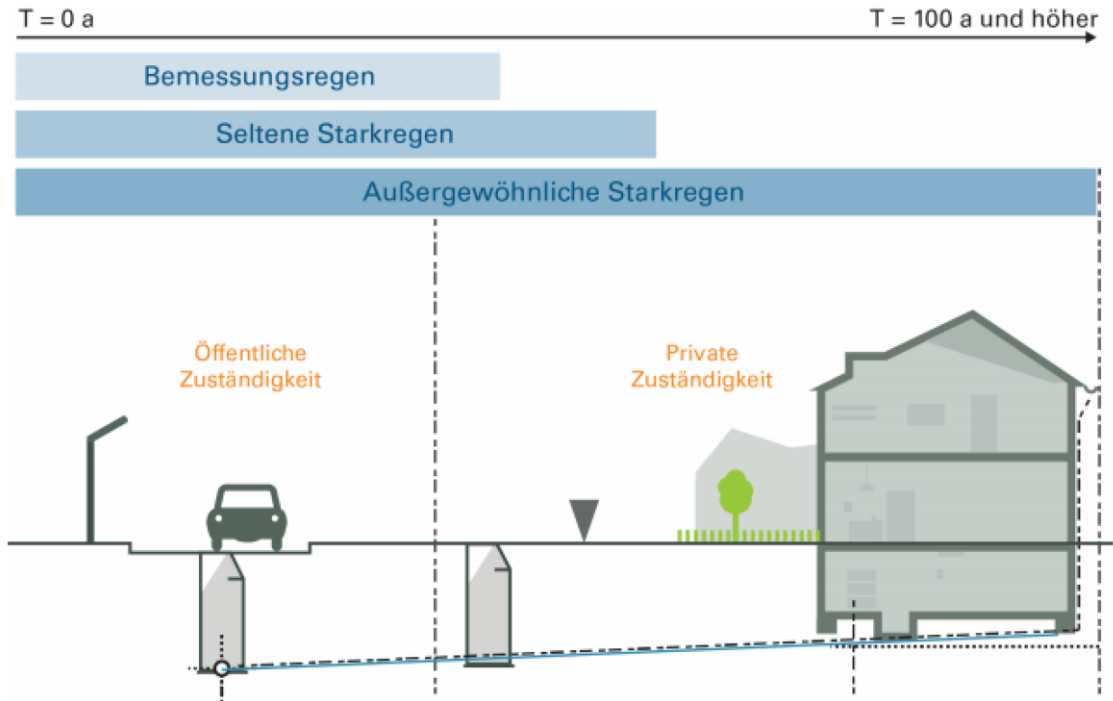 T = 0 a
T = 100 a und höher
Bemessungsregen
Seltene Starkregen
Außergewöhnliche Starkregen
Öffentliche
Zuständigkeit
Private
Zuständigkeit